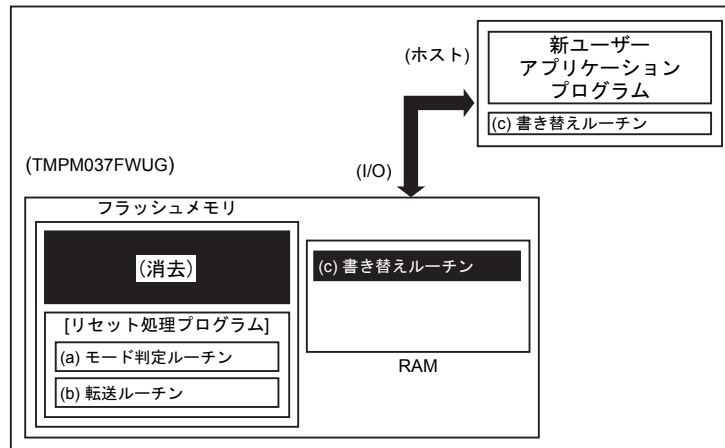 (ホスト)
新ユーザー
アプリケーション
プログラム
(c) 書き替えルーチン
(TMPM037FWUG)
(I/O)
フラッシュメモリ
(消去)
[リセット処理プログラム]
(a) モード判定ルーチン
(b) 転送ルーチン
(c) 書き替えルーチン
RAM